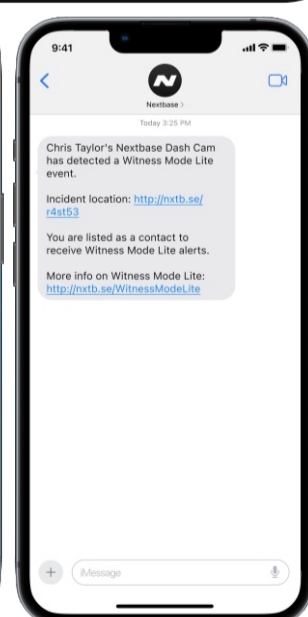 9:41
N
Nextbase >
Today 3:25 PM
Chris Taylor's Nextbase Dash Cam
has detected a Witness Mode Lite
event.
Incident location: http://nxtb.se/
r4st53
You are listed as a contact to
receive Witness Mode Lite alerts.
More info on Witness Mode Lite:
http://nxtb.se/WitnessModeLite
iMessage